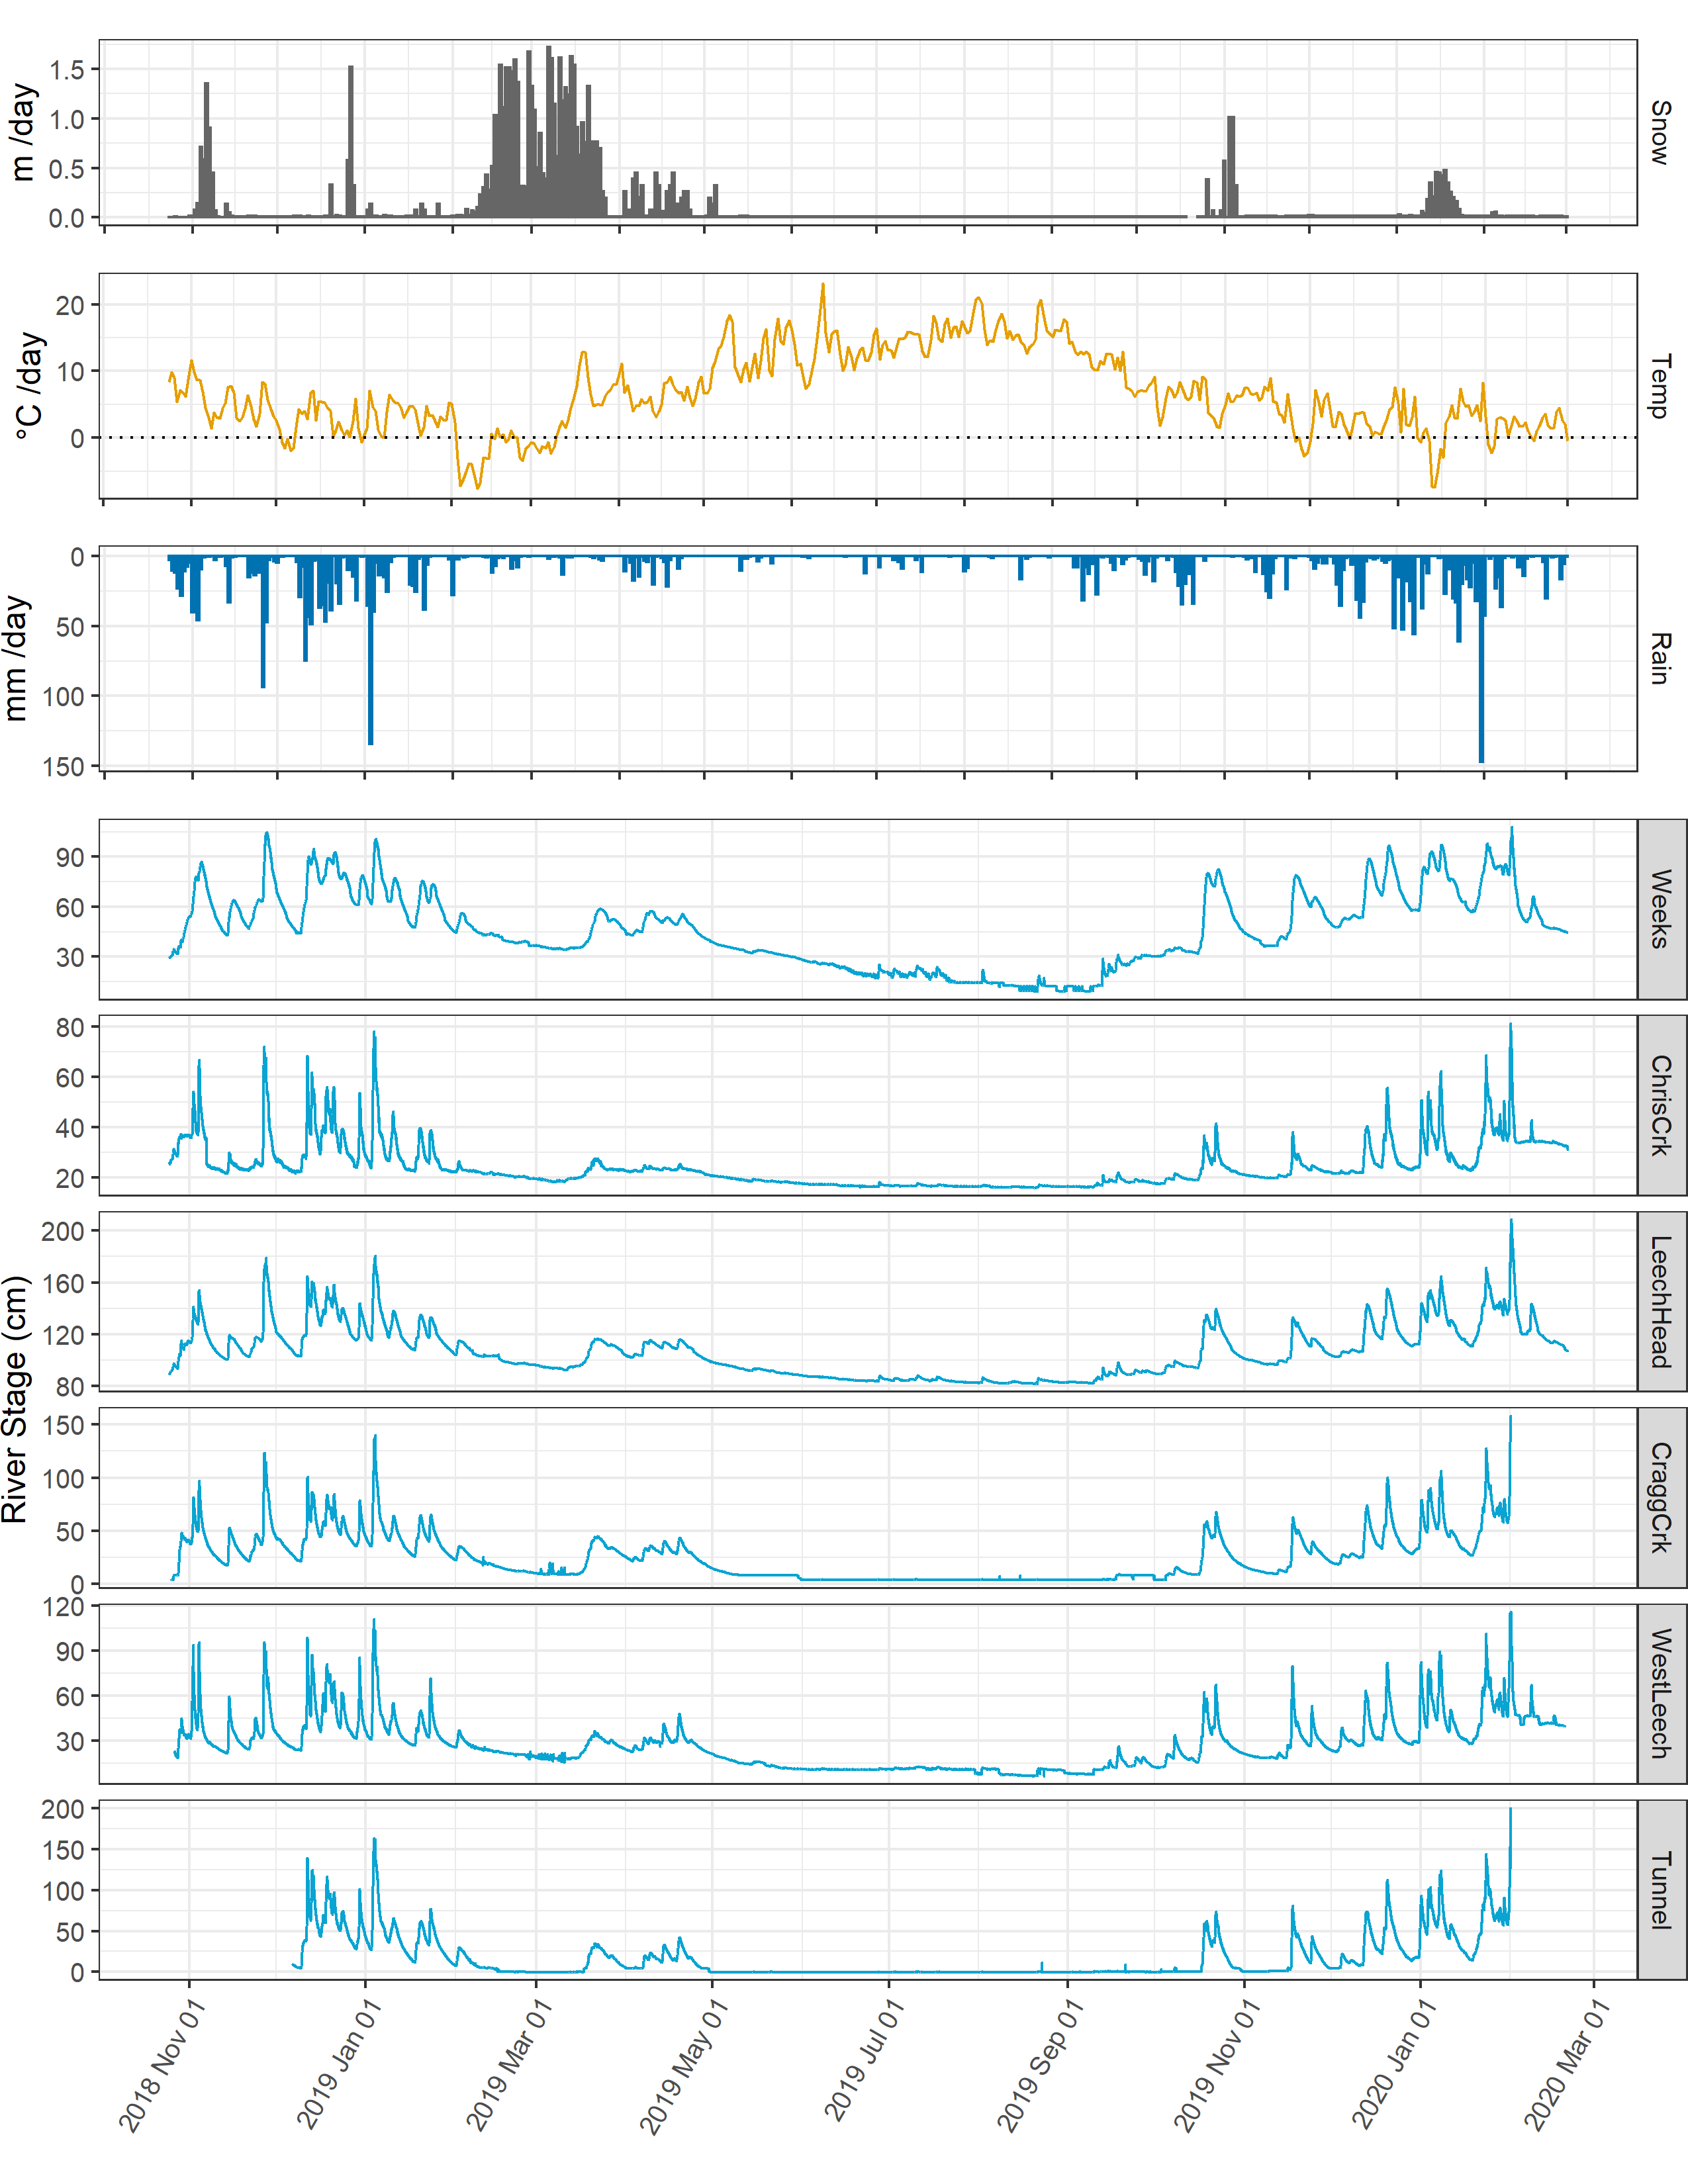 m /day
1.5
1.0
0.5
0.0
Snow
°C /day
20
10
0
Temp
mm /day
0
50
100
150
Rain
River Stage (cm)
90
60
30
Weeks
80
60
40
20
ChrisCrk
200
160
120
80
LeechHead
150
100
50
0
CraggCrk
120
90
60
30
WestLeech
200
150
100
50
0
Tunnel
2018 Nov 01
2019 Jan 01
2019 Mar 01
2019 May 01
2019 Jul 01
2019 Sep 01
2019 Nov 01
2020 Jan 01
2020 Mar 01